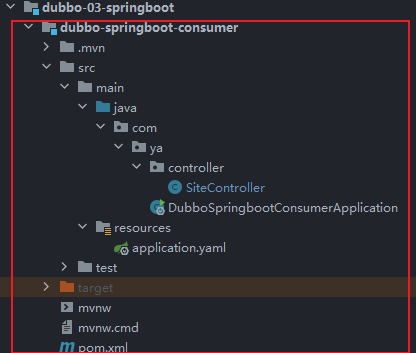 dubbo-03-springboot
dubbo-springboot-consumer
.mvn
src
main
java
com
ya
controller
SiteController
DubboSpringbootConsumerApplication
resources
application.yaml
test
target
mvnw
mvnw.cmd
pom.xml